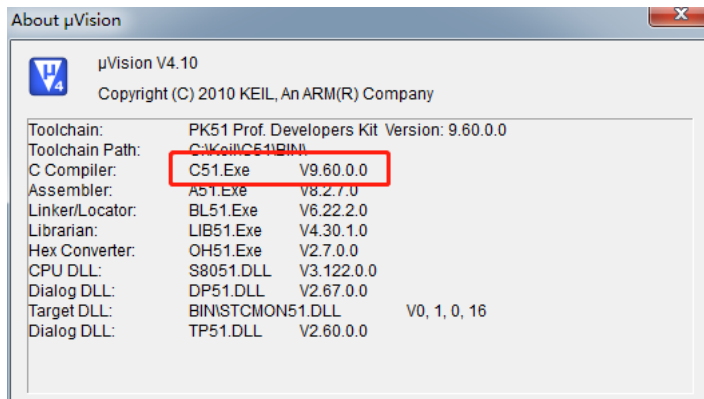 About µVision
X
µVision V4.10
Copyright (C) 2010 KEIL, An ARM(R) Company
Toolchain: PK51 Prof. Developers Kit Version: 9.60.0.0
Toolchain Path: C:\Keil\C51\BIN\
C Compiler: C51.Exe V9.60.0.0
Assembler: A51.Exe V8.2.7.0
Linker/Locator: BL51.Exe V6.22.2.0
Librarian: LIB51.Exe V4.30.1.0
Hex Converter: OH51.Exe V2.7.0.0
CPU DLL: S8051.DLL V3.122.0.0
Dialog DLL: DP51.DLL V2.67.0.0
Target DLL: BIN\STCMON51.DLL V0, 1, 0, 16
Dialog DLL: TP51.DLL V2.60.0.0